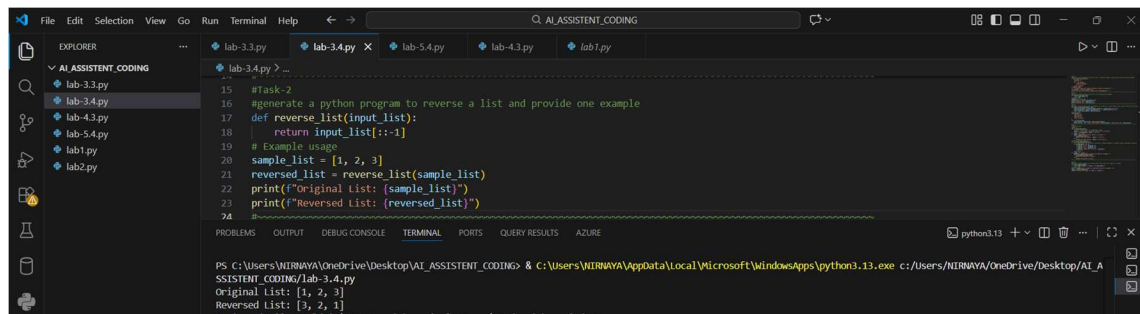 File Edit Selection View Go Run Terminal Help
AI_ASSISTENT_CODING
EXPLORER
AI_ASSISTENT_CODING
lab-3.3.py
lab-3.4.py
lab-4.3.py
lab-5.4.py
lab1.py
lab2.py
lab-3.3.py lab-3.4.py lab-5.4.py lab-4.3.py lab1.py
lab-3.4.py > ...
15 #Task-2
16 #generate a python program to reverse a list and provide one example
17 def reverse_list(input_list):
18 return input_list[::-1]
19 # Example usage
20 sample_list = [1, 2, 3]
21 reversed_list = reverse_list(sample_list)
22 print(f"Original List: {sample_list}")
23 print(f"Reversed List: {reversed_list}")
24
PROBLEMS OUTPUT DEBUG CONSOLE TERMINAL PORTS QUERY RESULTS AZURE
python3.13
PS C:\Users\NIRNAYA\OneDrive\Desktop\AI_ASSISTENT_CODING> & C:\Users\NIRNAYA\AppData\Local\Microsoft\WindowsApps\python3.13.exe c:/Users/NIRNAYA/OneDrive/Desktop/AI_A
SSISTENT_CODING/lab-3.4.py
Original List: [1, 2, 3]
Reversed List: [3, 2, 1]